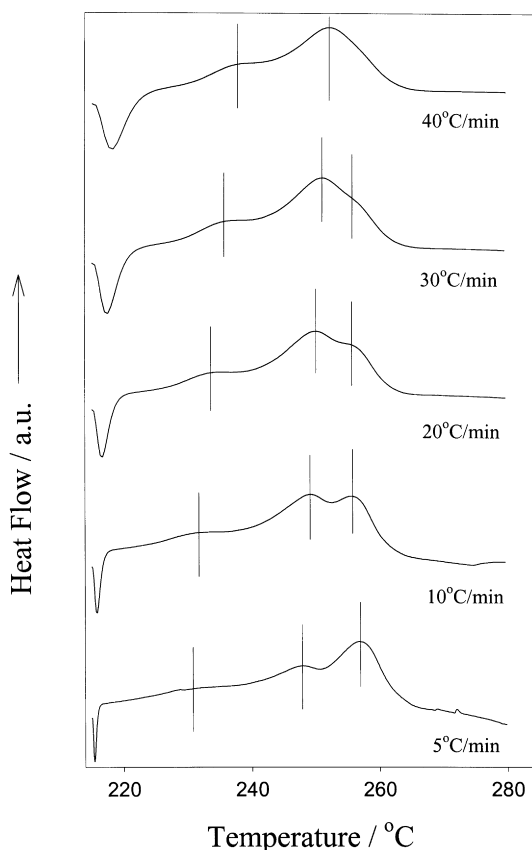 40°C/min
30°C/min
20°C/min
10°C/min
5°C/min
Heat Flow / a.u.
220 240 260 280
Temperature / °C